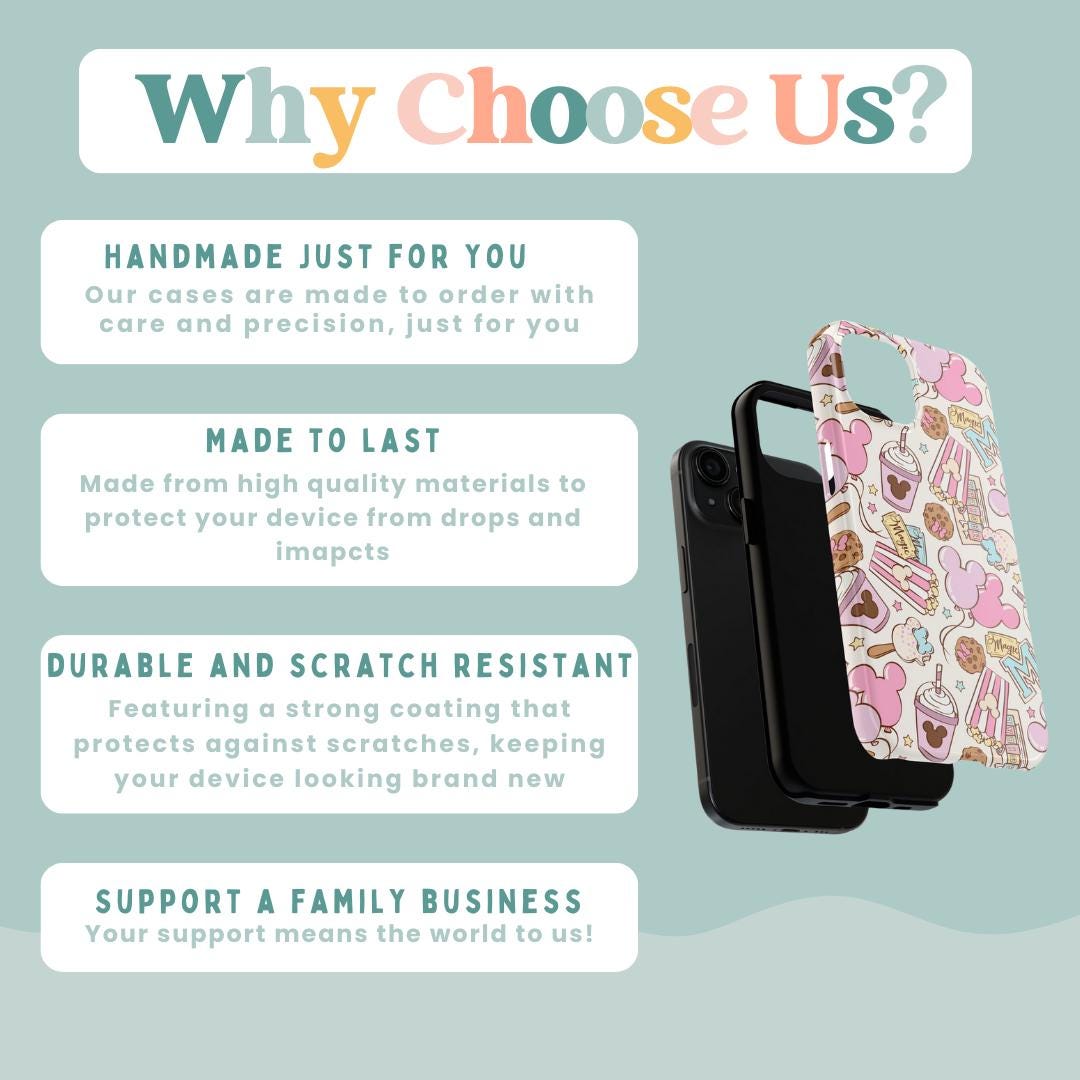 Why Choose Us?
HANDMADE JUST FOR YOU
Our cases are made to order with
care and precision, just for you
MADE TO LAST
Made from high quality materials to
protect your device from drops and
imapcts
DURABLE AND SCRATCH RESISTANT
Featuring a strong coating that
protects against scratches, keeping
your device looking brand new
SUPPORT A FAMILY BUSINESS
Your support means the world to us!
Magic
M
Magic
Magic
M